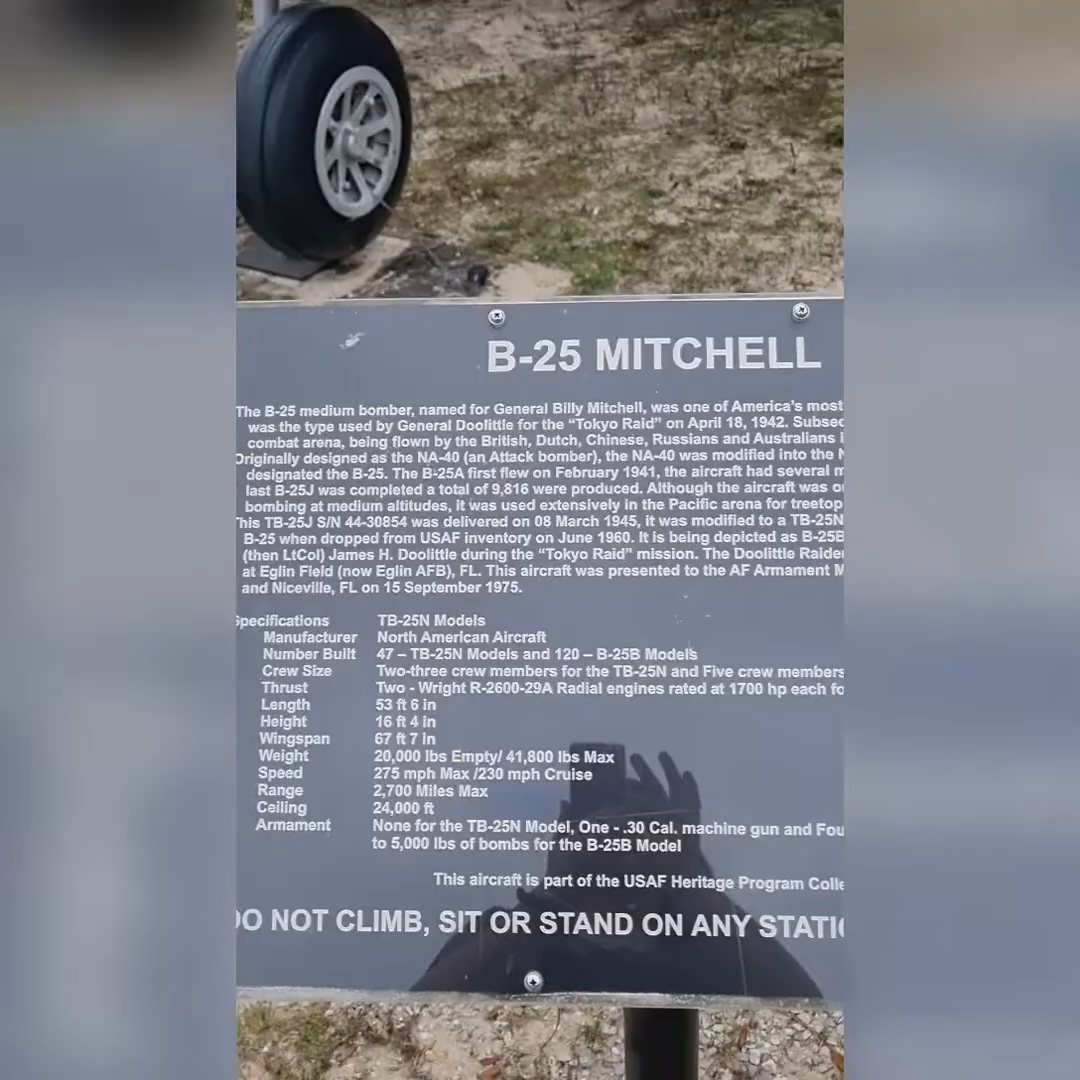 B-25 MITCHELL
The B-25 medium bomber, named for General Billy Mitchell, was one of America's most
was the type used by General Doolittle for the "Tokyo Raid" on April 18, 1942.
combat arena, being flown by the British, Dutch, Chinese, Russians and Australians
Originally designed as the NA-40 (an Attack bomber), the NA-40 was modified into the
designated the B-25. The B-25A first flew on February 1941, the aircraft had several
last B-25J was completed a total of 9,816 were produced. Although the aircraft was
bombing at medium altitudes, it was used extensively in the Pacific arena for treetop
This TB-25J S/N 44-30854 was delivered on 08 March 1945, it was modified to a TB-25N
B-25 when dropped from USAF inventory on June 1960. It is being depicted as B-25B
(then LtCol) James H. Doolittle during the "Tokyo Raid" mission. The Doolittle
at Eglin Field (now Eglin AFB), FL. This aircraft was presented to the AF Armament
and Niceville, FL on 15 September 1975.
Specifications TB-25N Models
Manufacturer North American Aircraft
Number Built 47 – TB-25N Models and 120 – B-25B Models
Crew Size Two-three crew members for the TB-25N and Five crew members
Thrust Two - Wright R-2600-29A Radial engines rated at 1700 hp each
Length 53 ft 6 in
Height 16 ft 4 in
Wingspan 67 ft 7 in
Weight 20,000 lbs Empty/ 41,800 lbs Max
Speed 275 mph Max /230 mph Cruise
Range 2,700 Miles Max
Ceiling 24,000 ft
Armament None for the TB-25N Model, One - .30 Cal. machine gun and
to 5,000 lbs of bombs for the B-25B Model
This aircraft is part of the USAF Heritage Program
DO NOT CLIMB, SIT OR STAND ON ANY